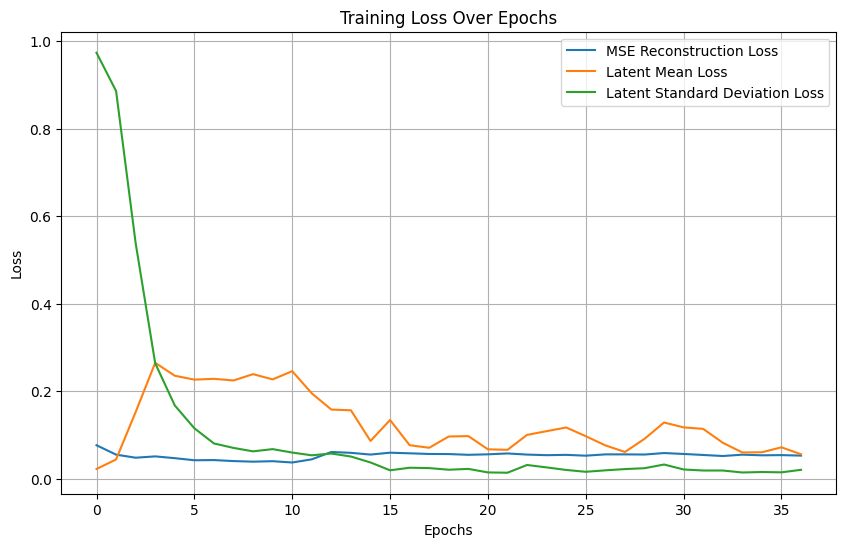 Training Loss Over Epochs
MSE Reconstruction Loss
Latent Mean Loss
Latent Standard Deviation Loss
1.0
0.8
0.6
0.4
0.2
0.0
Loss
0 5 10 15 20 25 30 35
Epochs